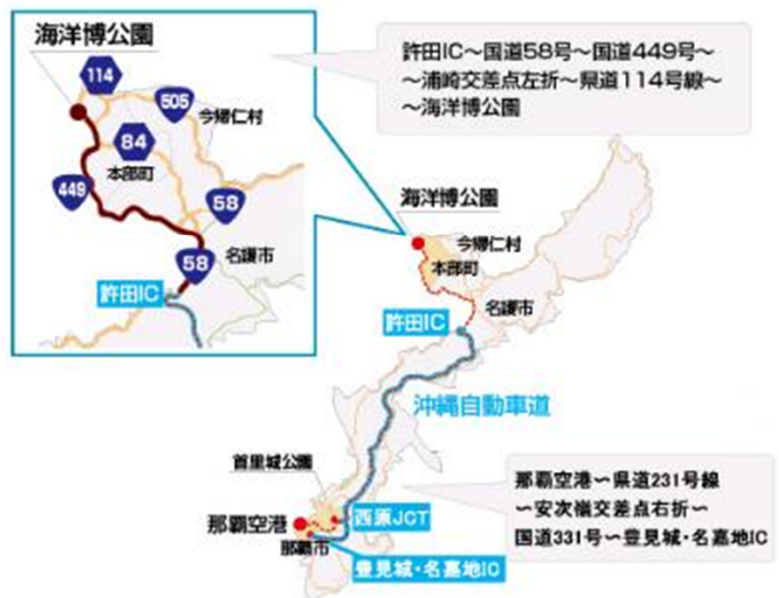 海洋博公園
114
505
今帰仁村
84
本部町
449
58
58
名護市
許田IC
許田IC〜国道58号〜国道449号〜
〜浦崎交差点左折〜県道114号線〜
〜海洋博公園
海洋博公園
今帰仁村
本部町
名護市
許田IC
沖縄自動車道
首里城公園
那覇空港
西原JCT
那覇市
豊見城・名嘉地IC
那覇空港〜県道231号線
〜安次嶺交差点右折〜
国道331号〜豊見城・名嘉地IC